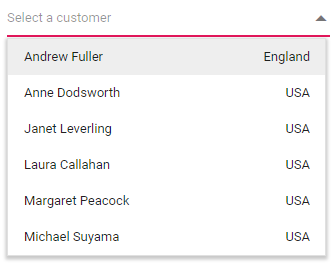 Select a customer
Andrew Fuller England
Anne Dodsworth USA
Janet Leverling USA
Laura Callahan USA
Margaret Peacock USA
Michael Suyama USA